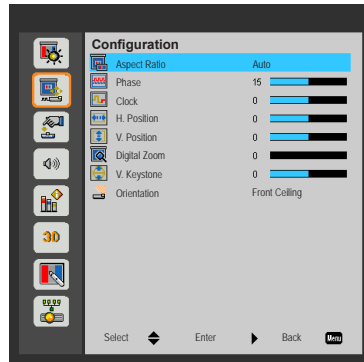 Configuration
Aspect Ratio Auto
Phase 15
Clock 0
H. Position 0
V. Position 0
Digital Zoom 0
V. Keystone 0
Orientation Front Ceiling
3D
Select Enter Back Menu